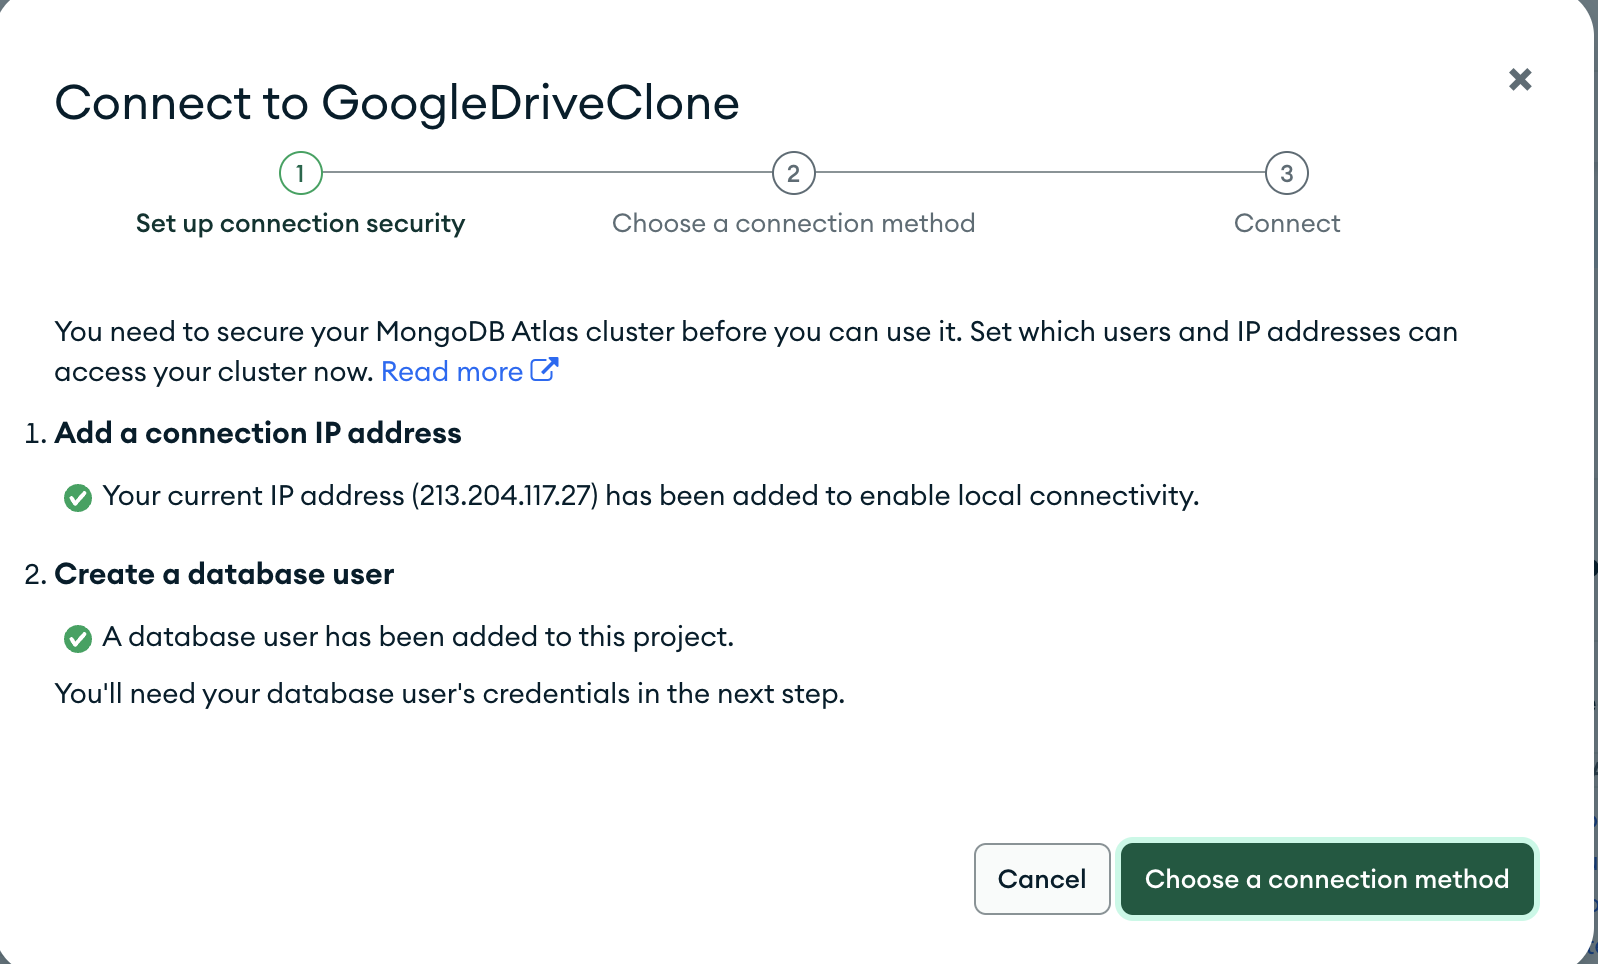 Connect to GoogleDriveClone
1
2
3
Set up connection security
Choose a connection method
Connect
You need to secure your MongoDB Atlas cluster before you can use it. Set which users and IP addresses can
access your cluster now. Read more
1. Add a connection IP address
Your current IP address (213.204.117.27) has been added to enable local connectivity.
2. Create a database user
A database user has been added to this project.
You'll need your database user's credentials in the next step.
Cancel
Choose a connection method